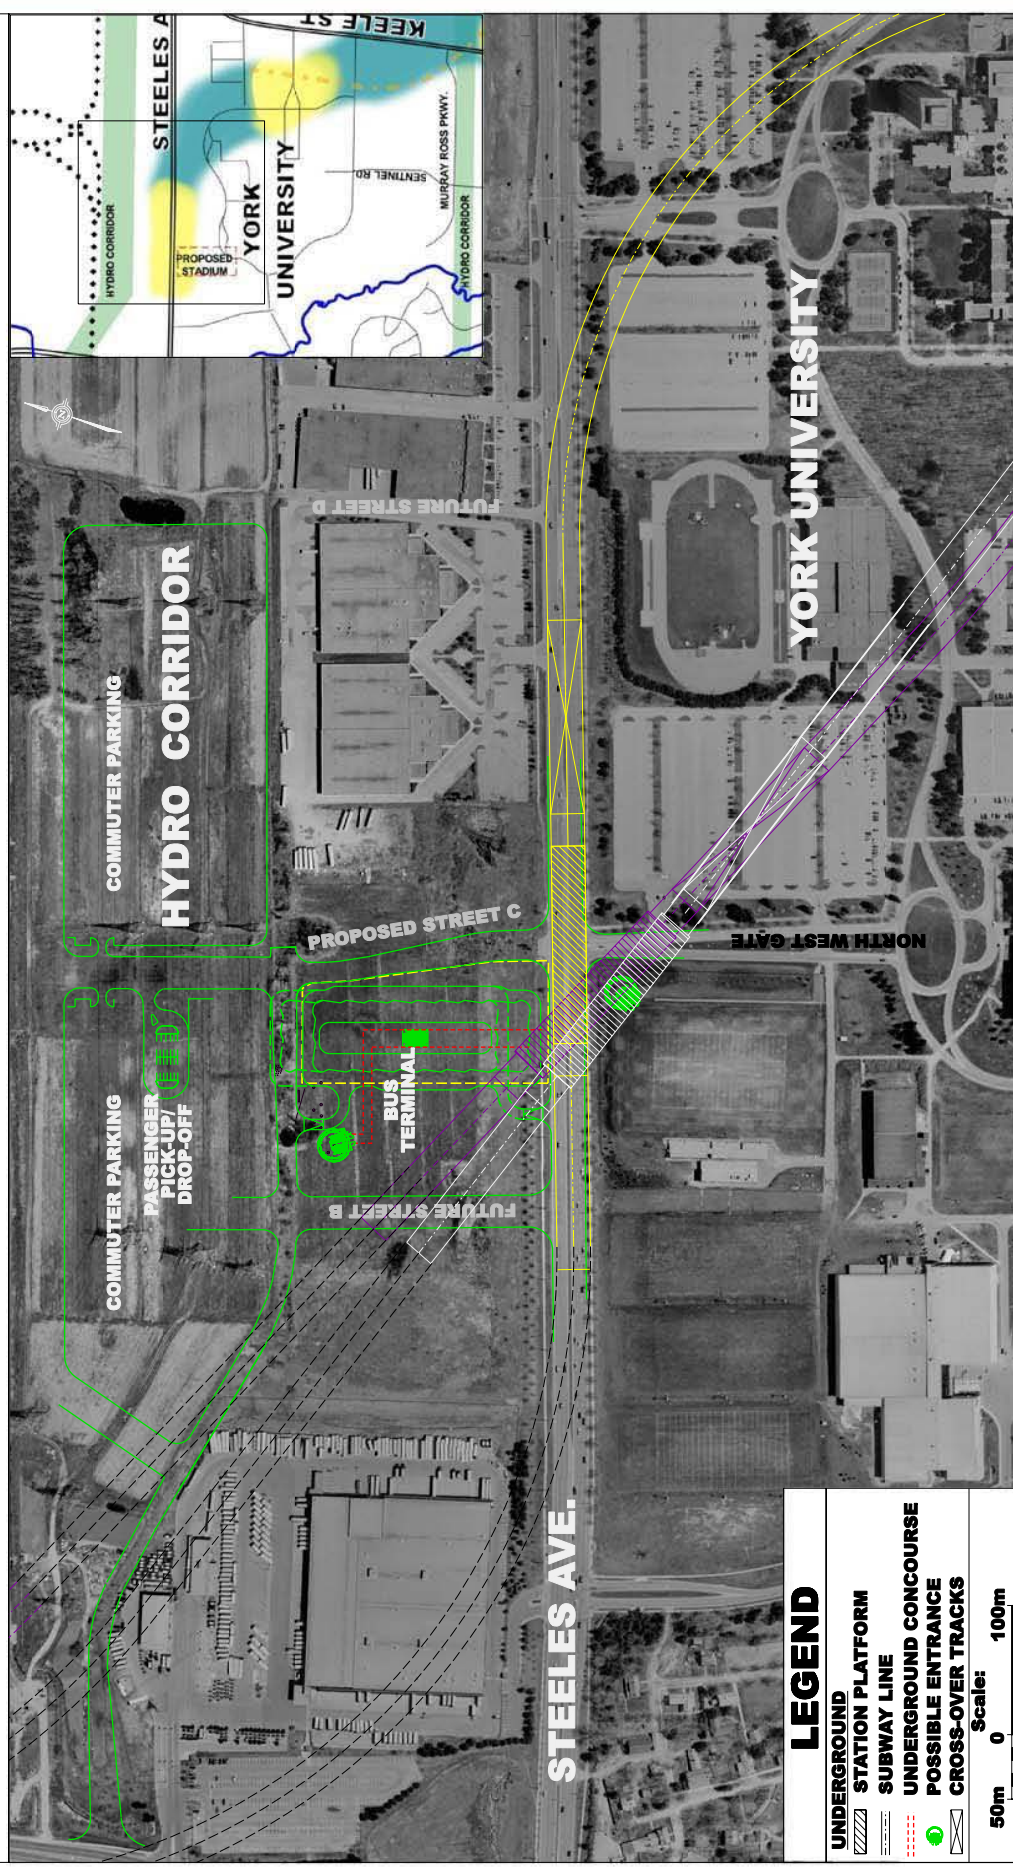 KEELE ST
STEELES A
HYDRO CORRIDOR
PROPOSED
STADIUM
YORK
UNIVERSITY
SENTINEL RD
MURRAY ROSS PKWY.
HYDRO CORRIDOR
N
COMMUTER PARKING
HYDRO CORRIDOR
FUTURE STREET D
YORK UNIVERSITY
PROPOSED STREET C
NORTH WEST GATE
COMMUTER PARKING
PASSENGER
PICK-UP/
DROP-OFF
BUS
TERMINAL
FUTURE STREET B
STEELES AVE.
LEGEND
UNDERGROUND
STATION PLATFORM
SUBWAY LINE
UNDERGROUND CONCOURSE
POSSIBLE ENTRANCE
CROSS-OVER TRACKS
Scale:
50m 0 100m